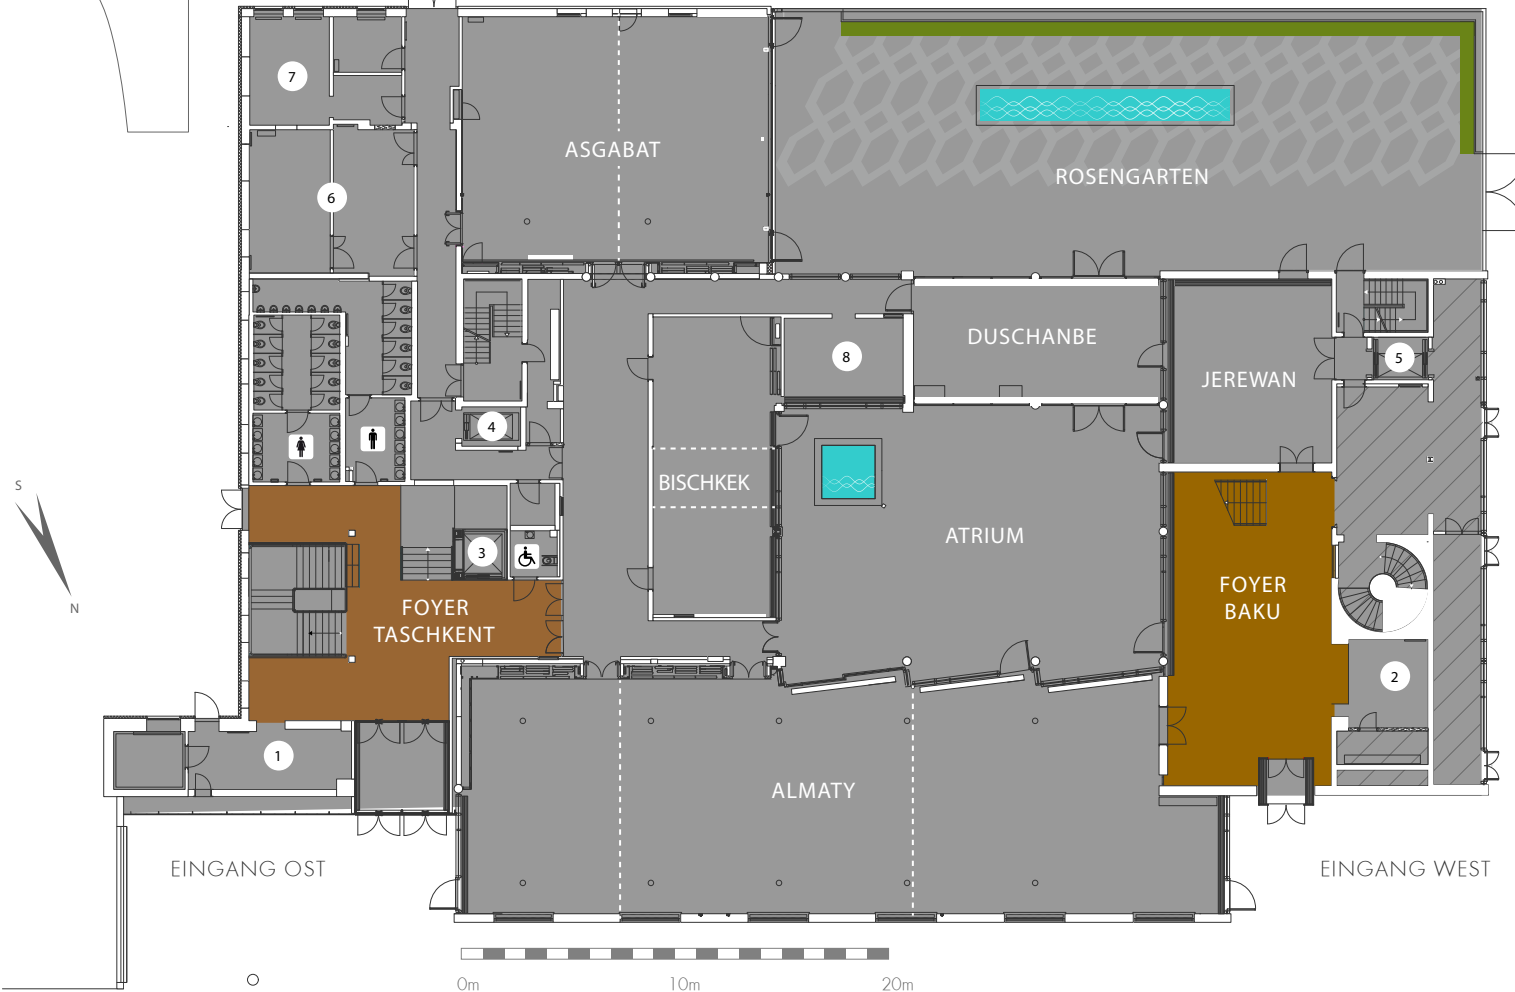 7
ASGABAT
ROSENGARTEN
6
DUSCHANBE
8
5
JEREWAN
4
BISCHKEK
S
N
3
ATRIUM
FOYER
TASCHKENT
FOYER
BAKU
2
1
ALMATY
EINGANG OST
EINGANG WEST
0m
10m
20m